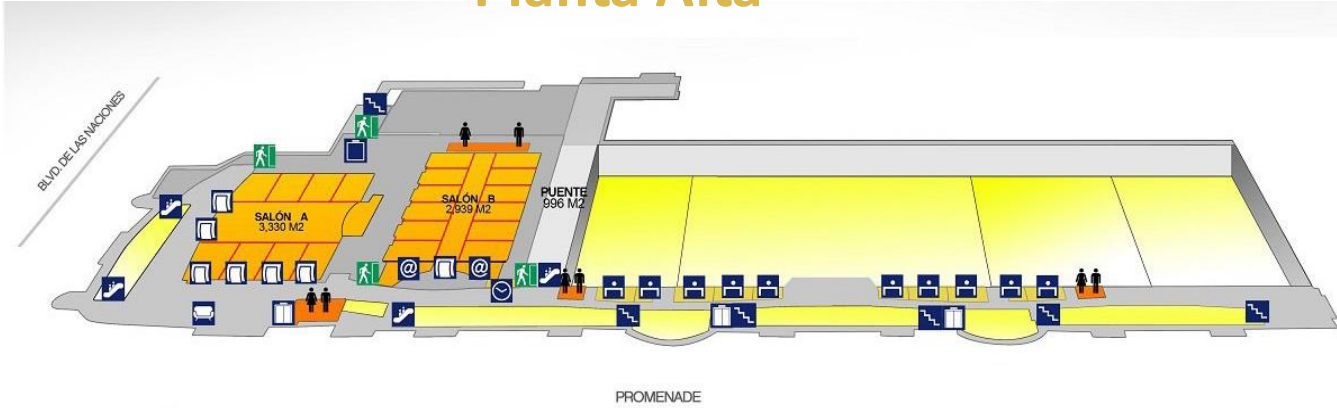 Planta Alta
BLVD. DE LAS NACIONES
SALÓN A
3,330 M2
SALÓN B
2,939 M2
PUENTE
996 M2
@
@
PROMENADE